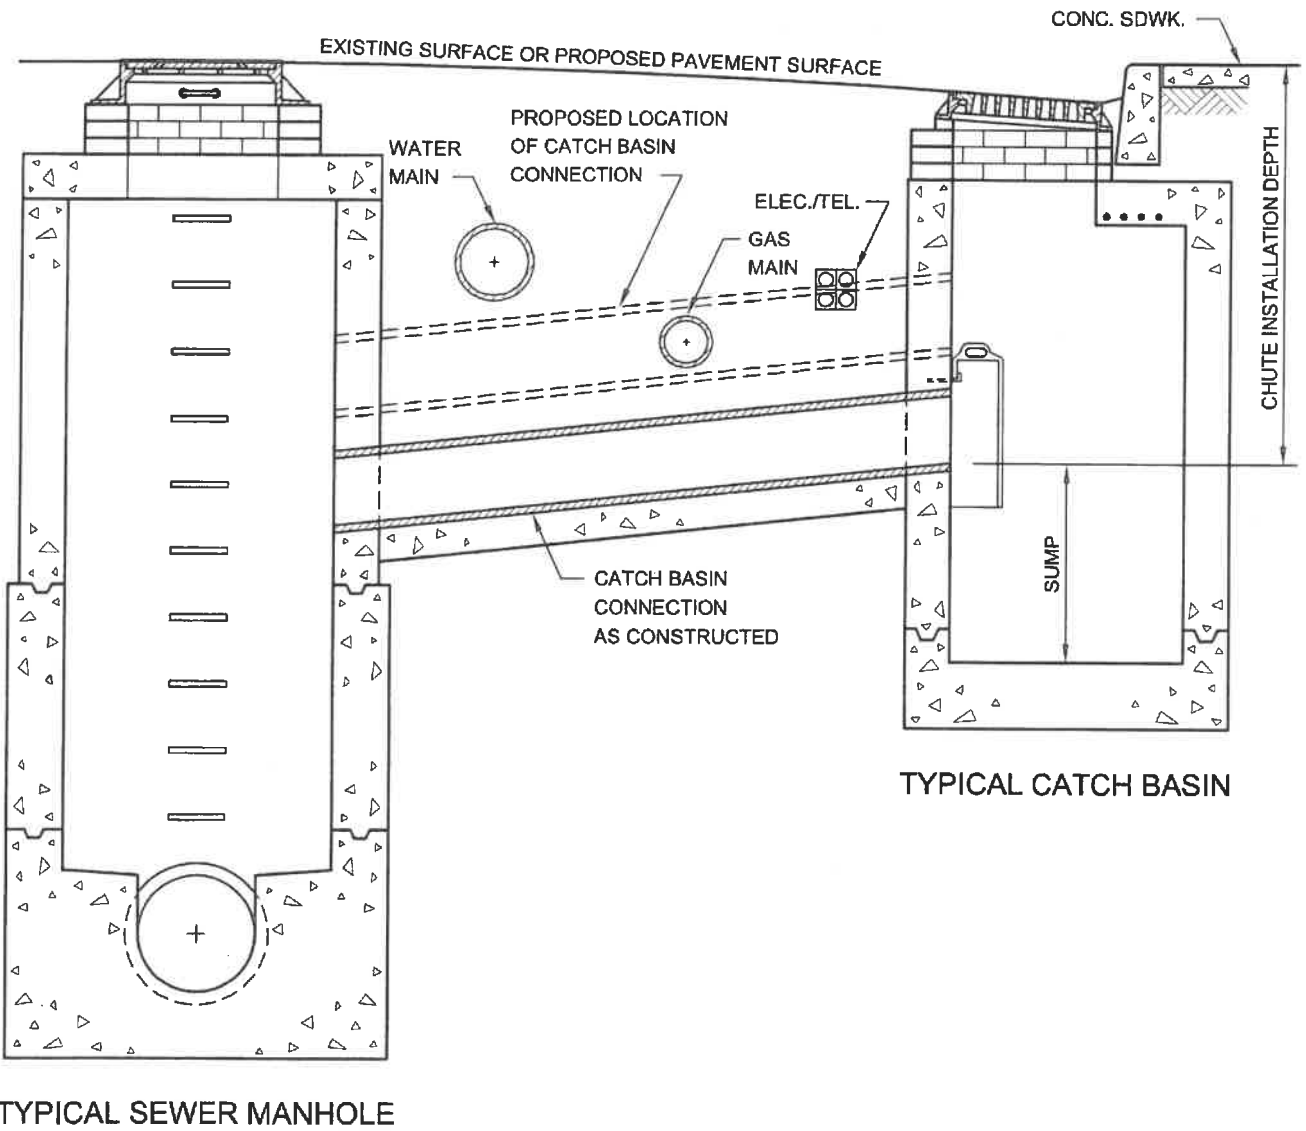 CONC. SDWK.
EXISTING SURFACE OR PROPOSED PAVEMENT SURFACE
PROPOSED LOCATION
OF CATCH BASIN
CONNECTION
WATER
MAIN
ELEC./TEL.
GAS
MAIN
CHUTE INSTALLATION DEPTH
SUMP
CATCH BASIN
CONNECTION
AS CONSTRUCTED
TYPICAL CATCH BASIN
TYPICAL SEWER MANHOLE